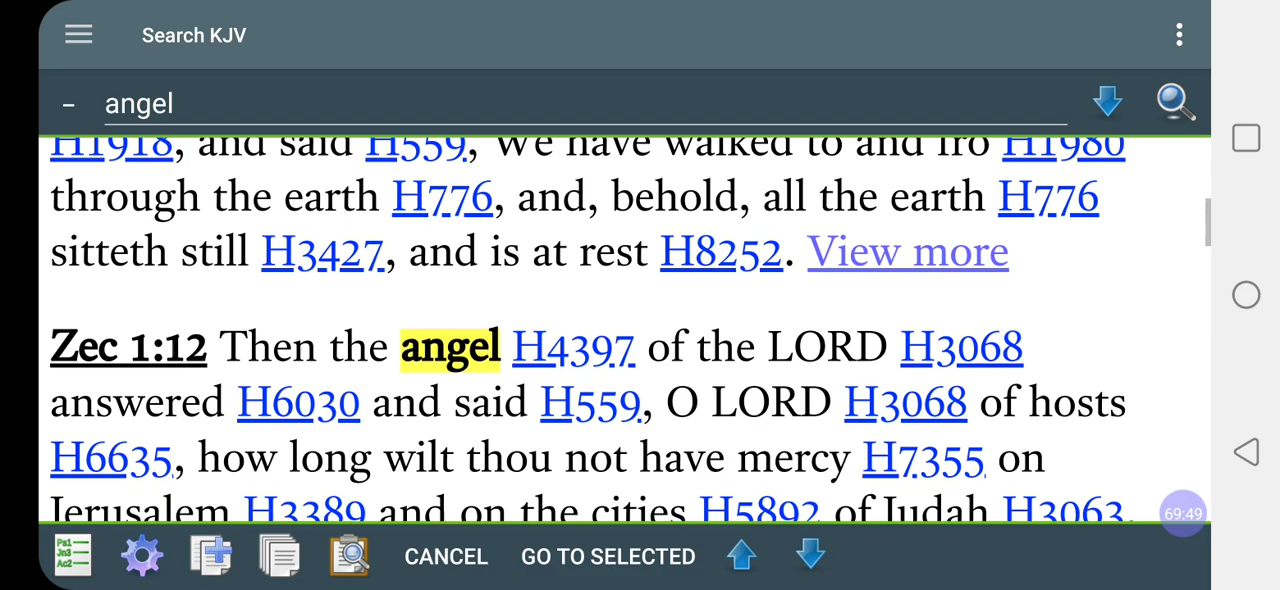 Search KJV
- angel
H1918, and said H559, We have walked to and fro H1980
through the earth H776, and, behold, all the earth H776
sitteth still H3427, and is at rest H8252. View more
Zec 1:12 Then the angel H4397 of the LORD H3068
answered H6030 and said H559, O LORD H3068 of hosts
H6635, how long wilt thou not have mercy H7355 on
Jerusalem H3389 and on the cities H5892 of Judah H3063,
69:49
Ps1
Jn3
Ac2
CANCEL GO TO SELECTED